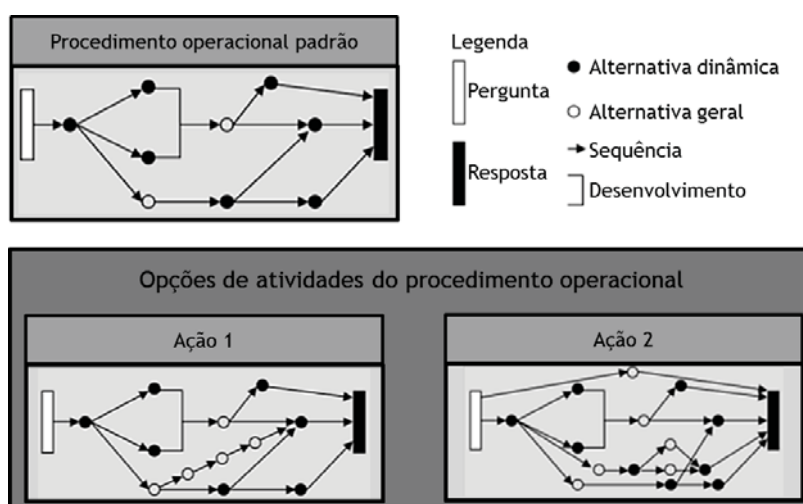 Procedimento operacional padrão
Legenda
Pergunta
Resposta
Alternativa dinâmica
Alternativa geral
Sequência
Desenvolvimento
Opções de atividades do procedimento operacional
Ação 1
Ação 2